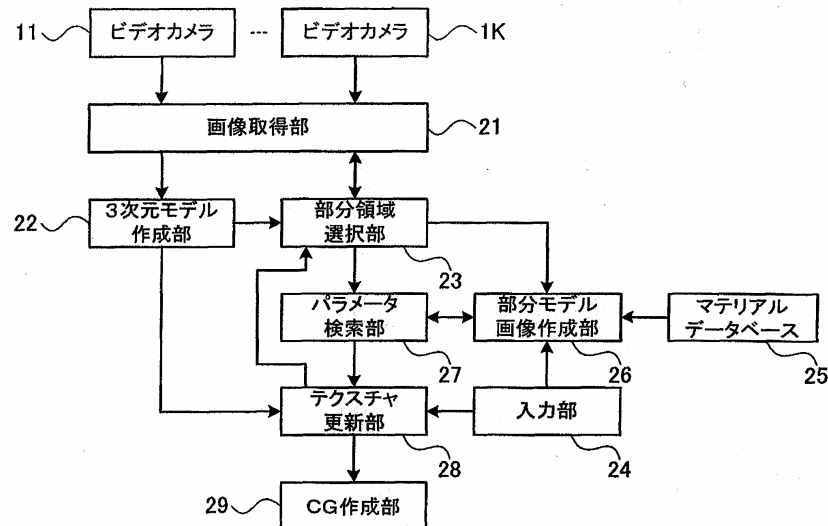 11
ビデオカメラ
---
ビデオカメラ
1K
画像取得部
21
22
3次元モデル
作成部
部分領域
選択部
23
パラメータ
検索部
27
部分モデル
画像作成部
26
マテリアル
データベース
25
テクスチャ
更新部
28
入力部
24
29
CG作成部